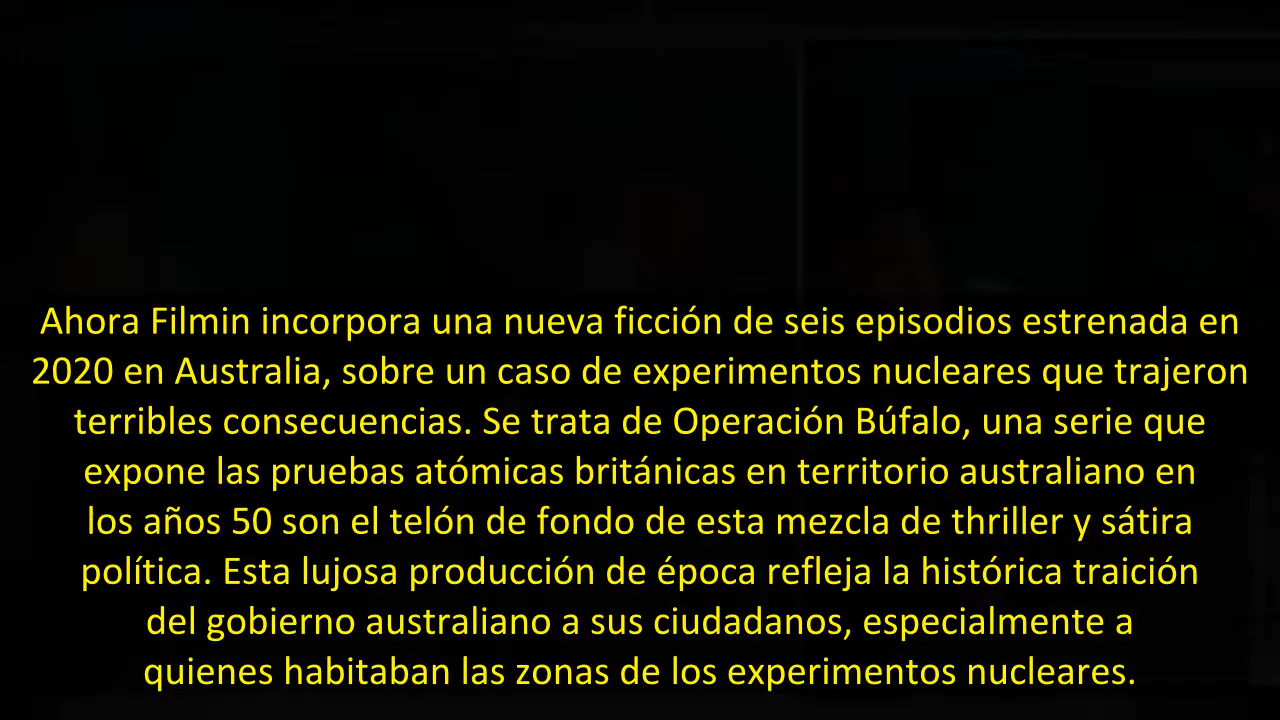 Ahora Filmin incorpora una nueva ficción de seis episodios estrenada en
2020 en Australia, sobre un caso de experimentos nucleares que trajeron
terribles consecuencias. Se trata de Operación Búfalo, una serie que
expone las pruebas atómicas británicas en territorio australiano en
los años 50 son el telón de fondo de esta mezcla de thriller y sátira
política. Esta lujosa producción de época refleja la histórica traición
del gobierno australiano a sus ciudadanos, especialmente a
quienes habitaban las zonas de los experimentos nucleares.